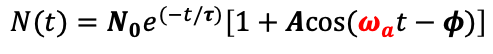 N(t) = N₀e^(−t/τ)[1 + Acos(ωₐt − ϕ)]